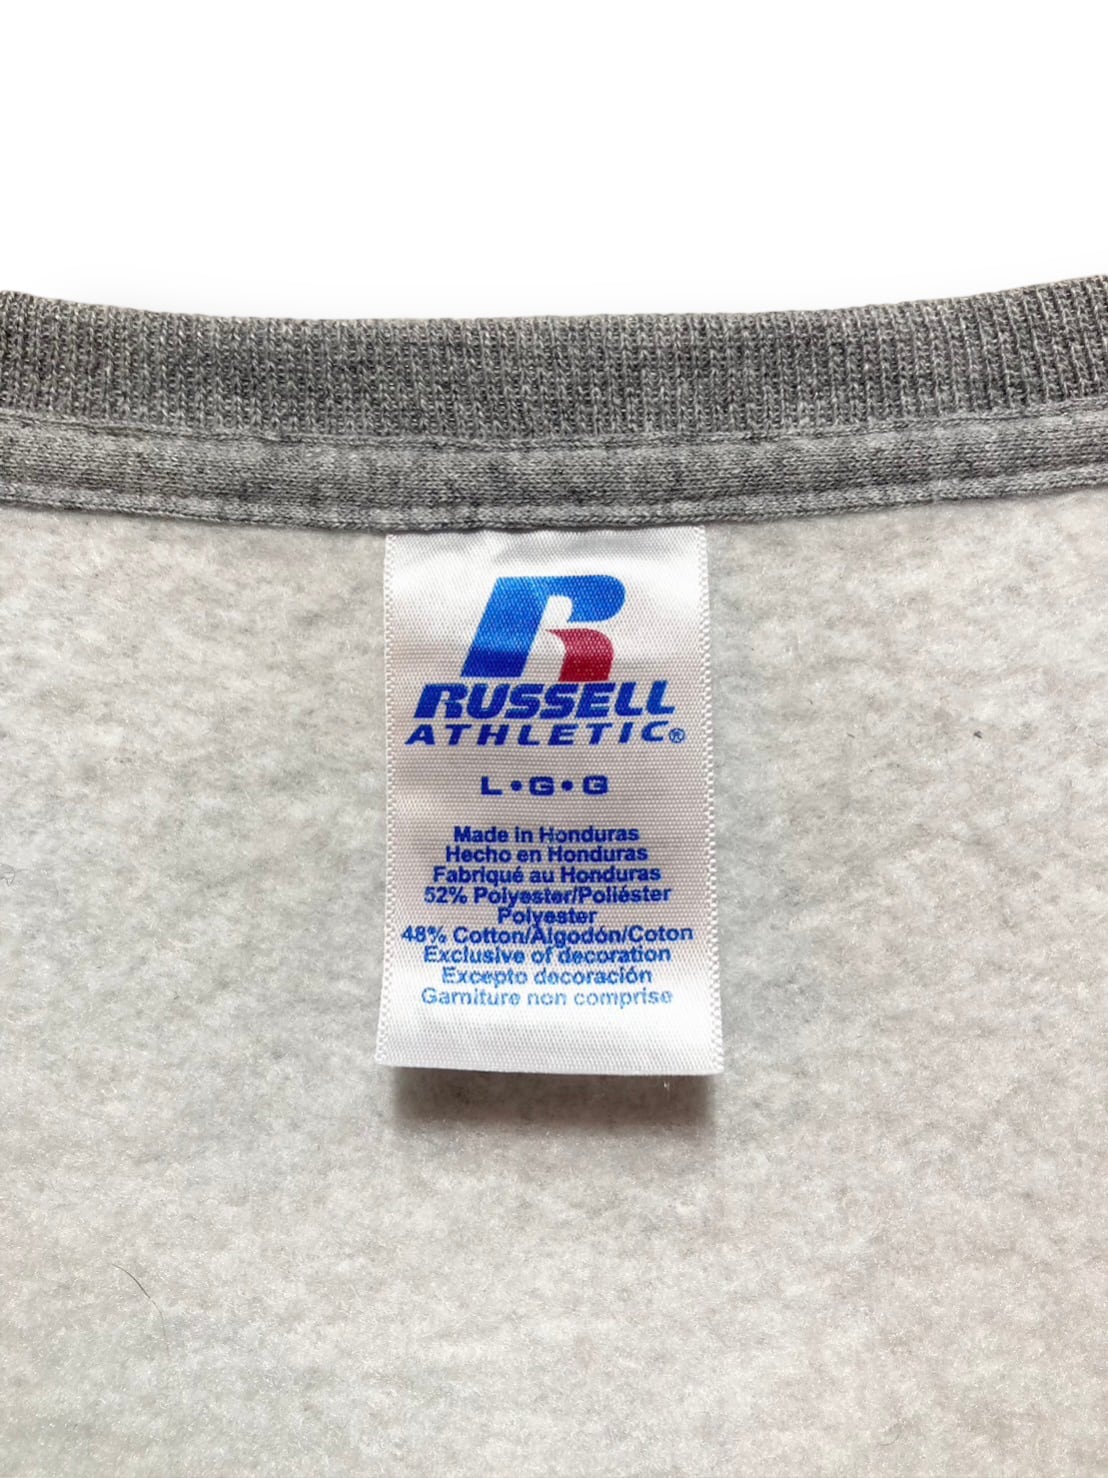 R
RUSSELL
ATHLETIC®
L•G•G
Made in Honduras
Hecho en Honduras
Fabriqué au Honduras
52% Polyester/Poliéster
Polyester
48% Cotton/Algodón/Coton
Exclusive of decoration
Excepto decoración
Garniture non comprise